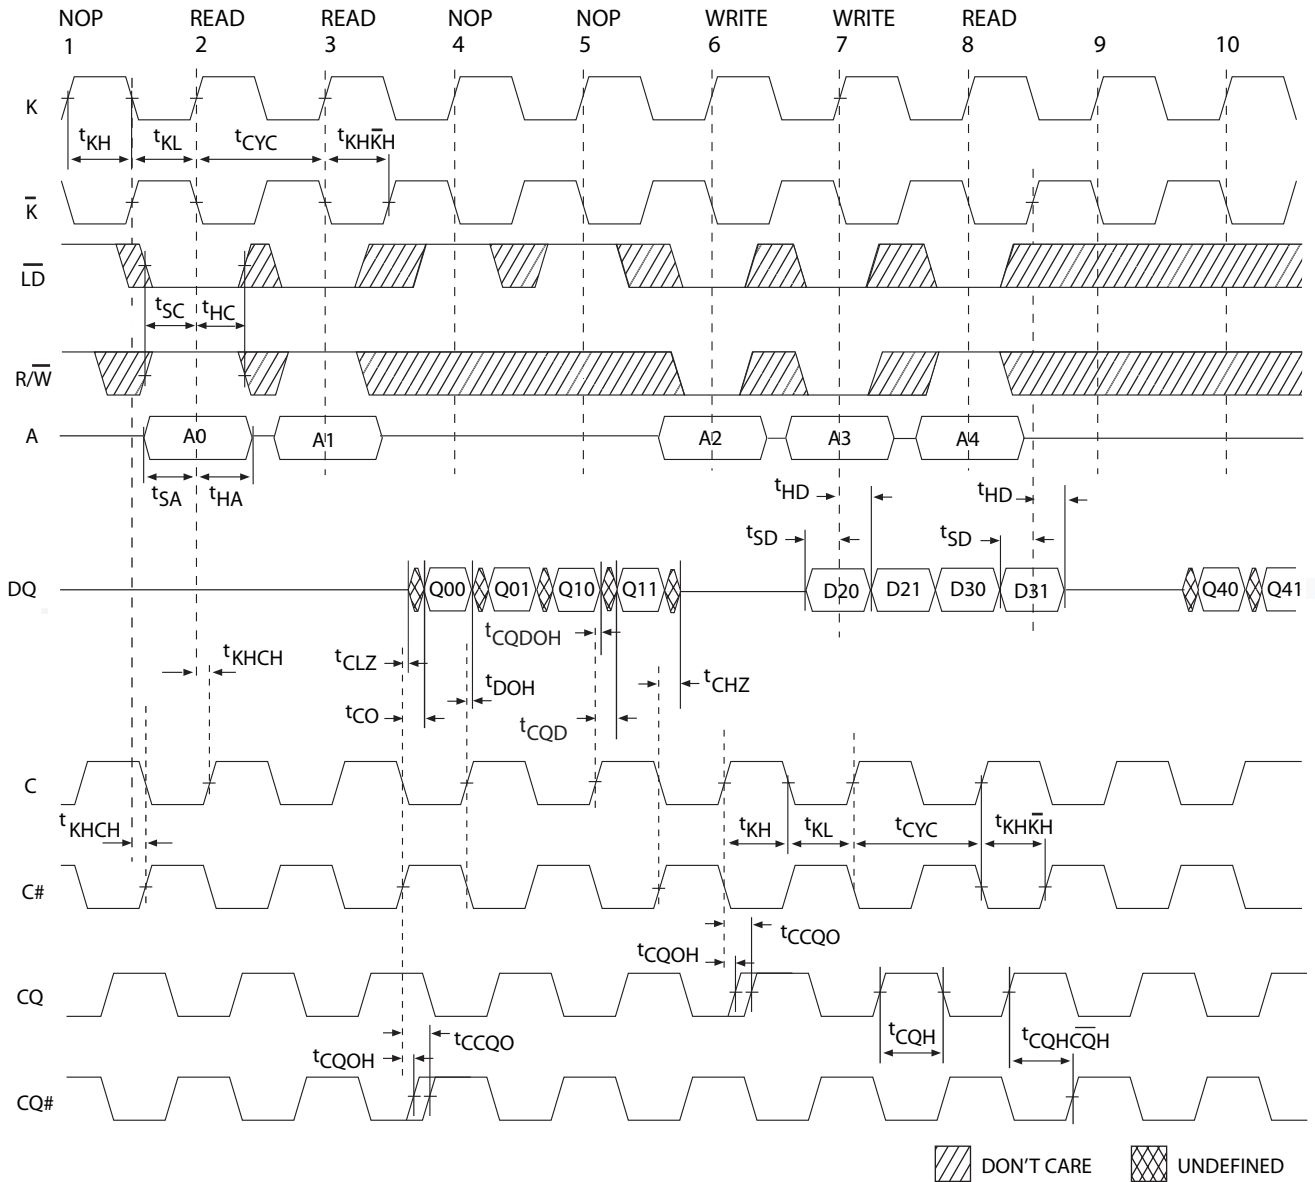 NOP READ READ NOP NOP WRITE WRITE READ
1 2 3 4 5 6 7 8 9 10
K
tKH tKL tCYC tKHK̅H
K̅
L̅D̅
tSC tHC
R/W̅
A A0 A1 A2 A3 A4
tSA tHA
tHD tHD
tSD tSD
DQ Q00 Q01 Q10 Q11 D20 D21 D30 D31 Q40 Q41
tCQDOH
tKHCH tCLZ tDOH tCHZ
tCO tCQD
C
tKHCH tKH tKL tCYC tKHK̅H
C#
tCCQO
tCQOH
CQ
tCQH tCQHC̅Q̅H
tCCQO
tCQOH
CQ#
DON'T CARE UNDEFINED